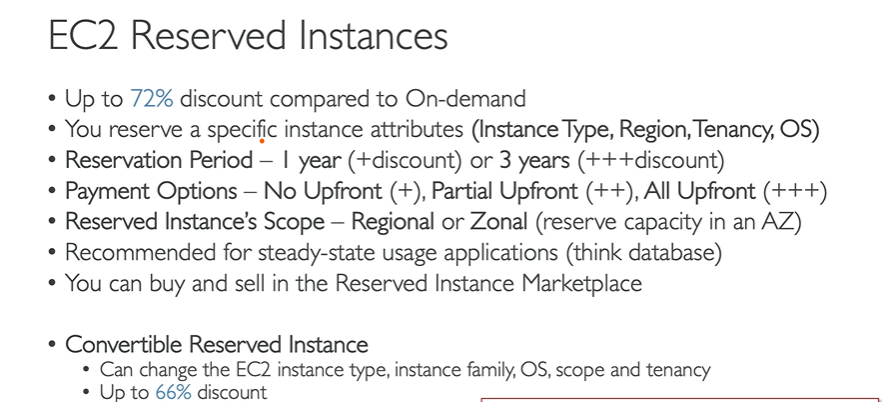 EC2 Reserved Instances
• Up to 72% discount compared to On-demand
• You reserve a specific instance attributes (Instance Type, Region, Tenancy, OS)
• Reservation Period – 1 year (+discount) or 3 years (+++discount)
• Payment Options – No Upfront (+), Partial Upfront (++), All Upfront (+++)
• Reserved Instance's Scope – Regional or Zonal (reserve capacity in an AZ)
• Recommended for steady-state usage applications (think database)
• You can buy and sell in the Reserved Instance Marketplace
• Convertible Reserved Instance
• Can change the EC2 instance type, instance family, OS, scope and tenancy
• Up to 66% discount